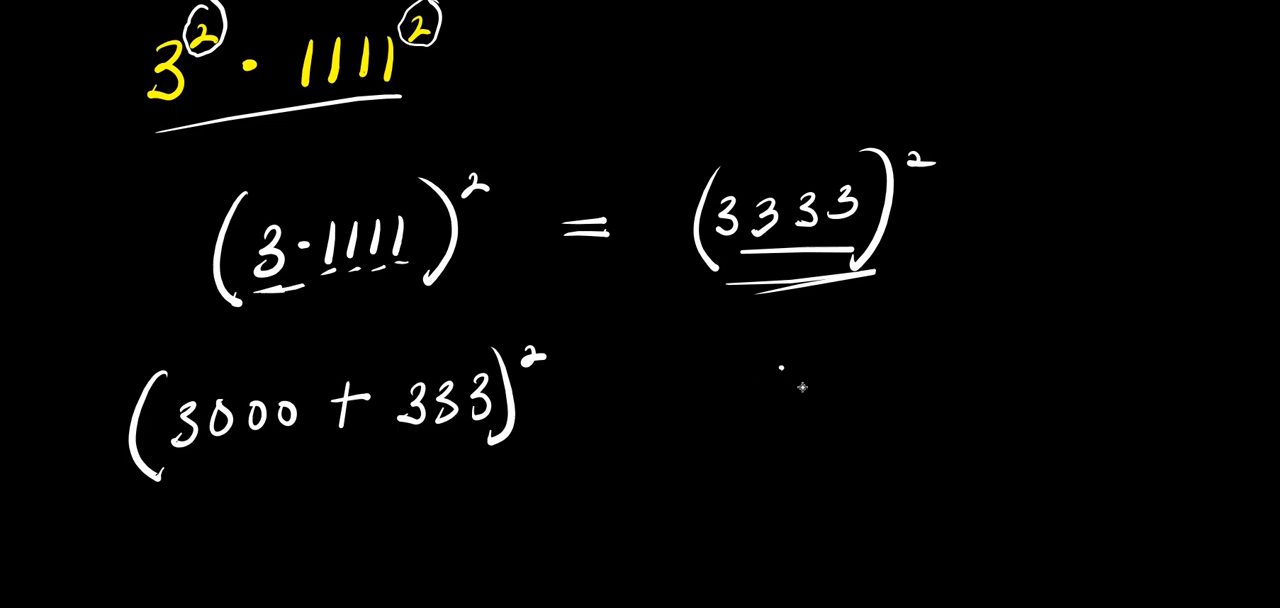 3² · 1111²
(3·1111)² = (3333)²
(3000 + 333)²